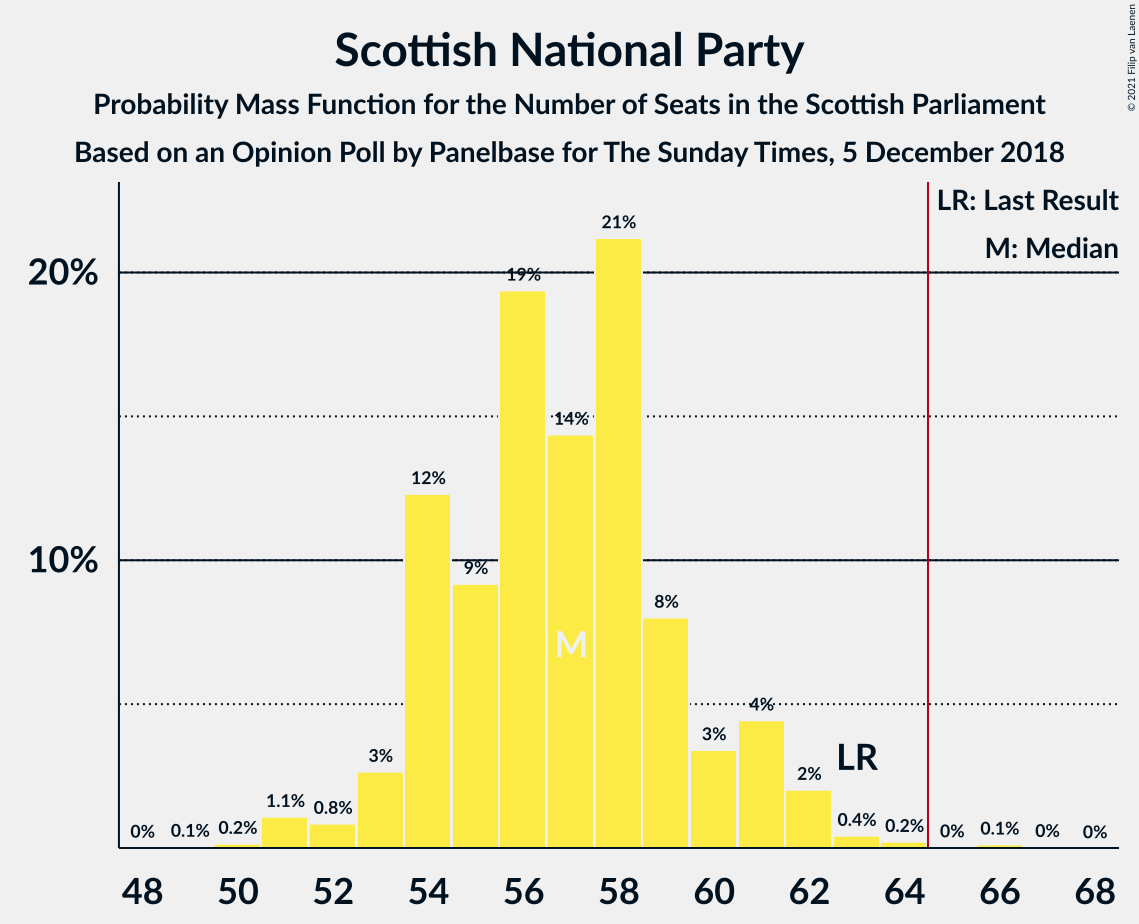 Scottish National Party
Probability Mass Function for the Number of Seats in the Scottish Parliament
Based on an Opinion Poll by Panelbase for The Sunday Times, 5 December 2018
© 2021 Filip van Laenen
LR: Last Result
M: Median
20%
10%
0%
0.1%
0.2%
1.1%
0.8%
3%
12%
9%
19%
14%
21%
8%
3%
4%
2%
0.4%
0.2%
0%
0.1%
0%
0%
M
LR
48 50 52 54 56 58 60 62 64 66 68